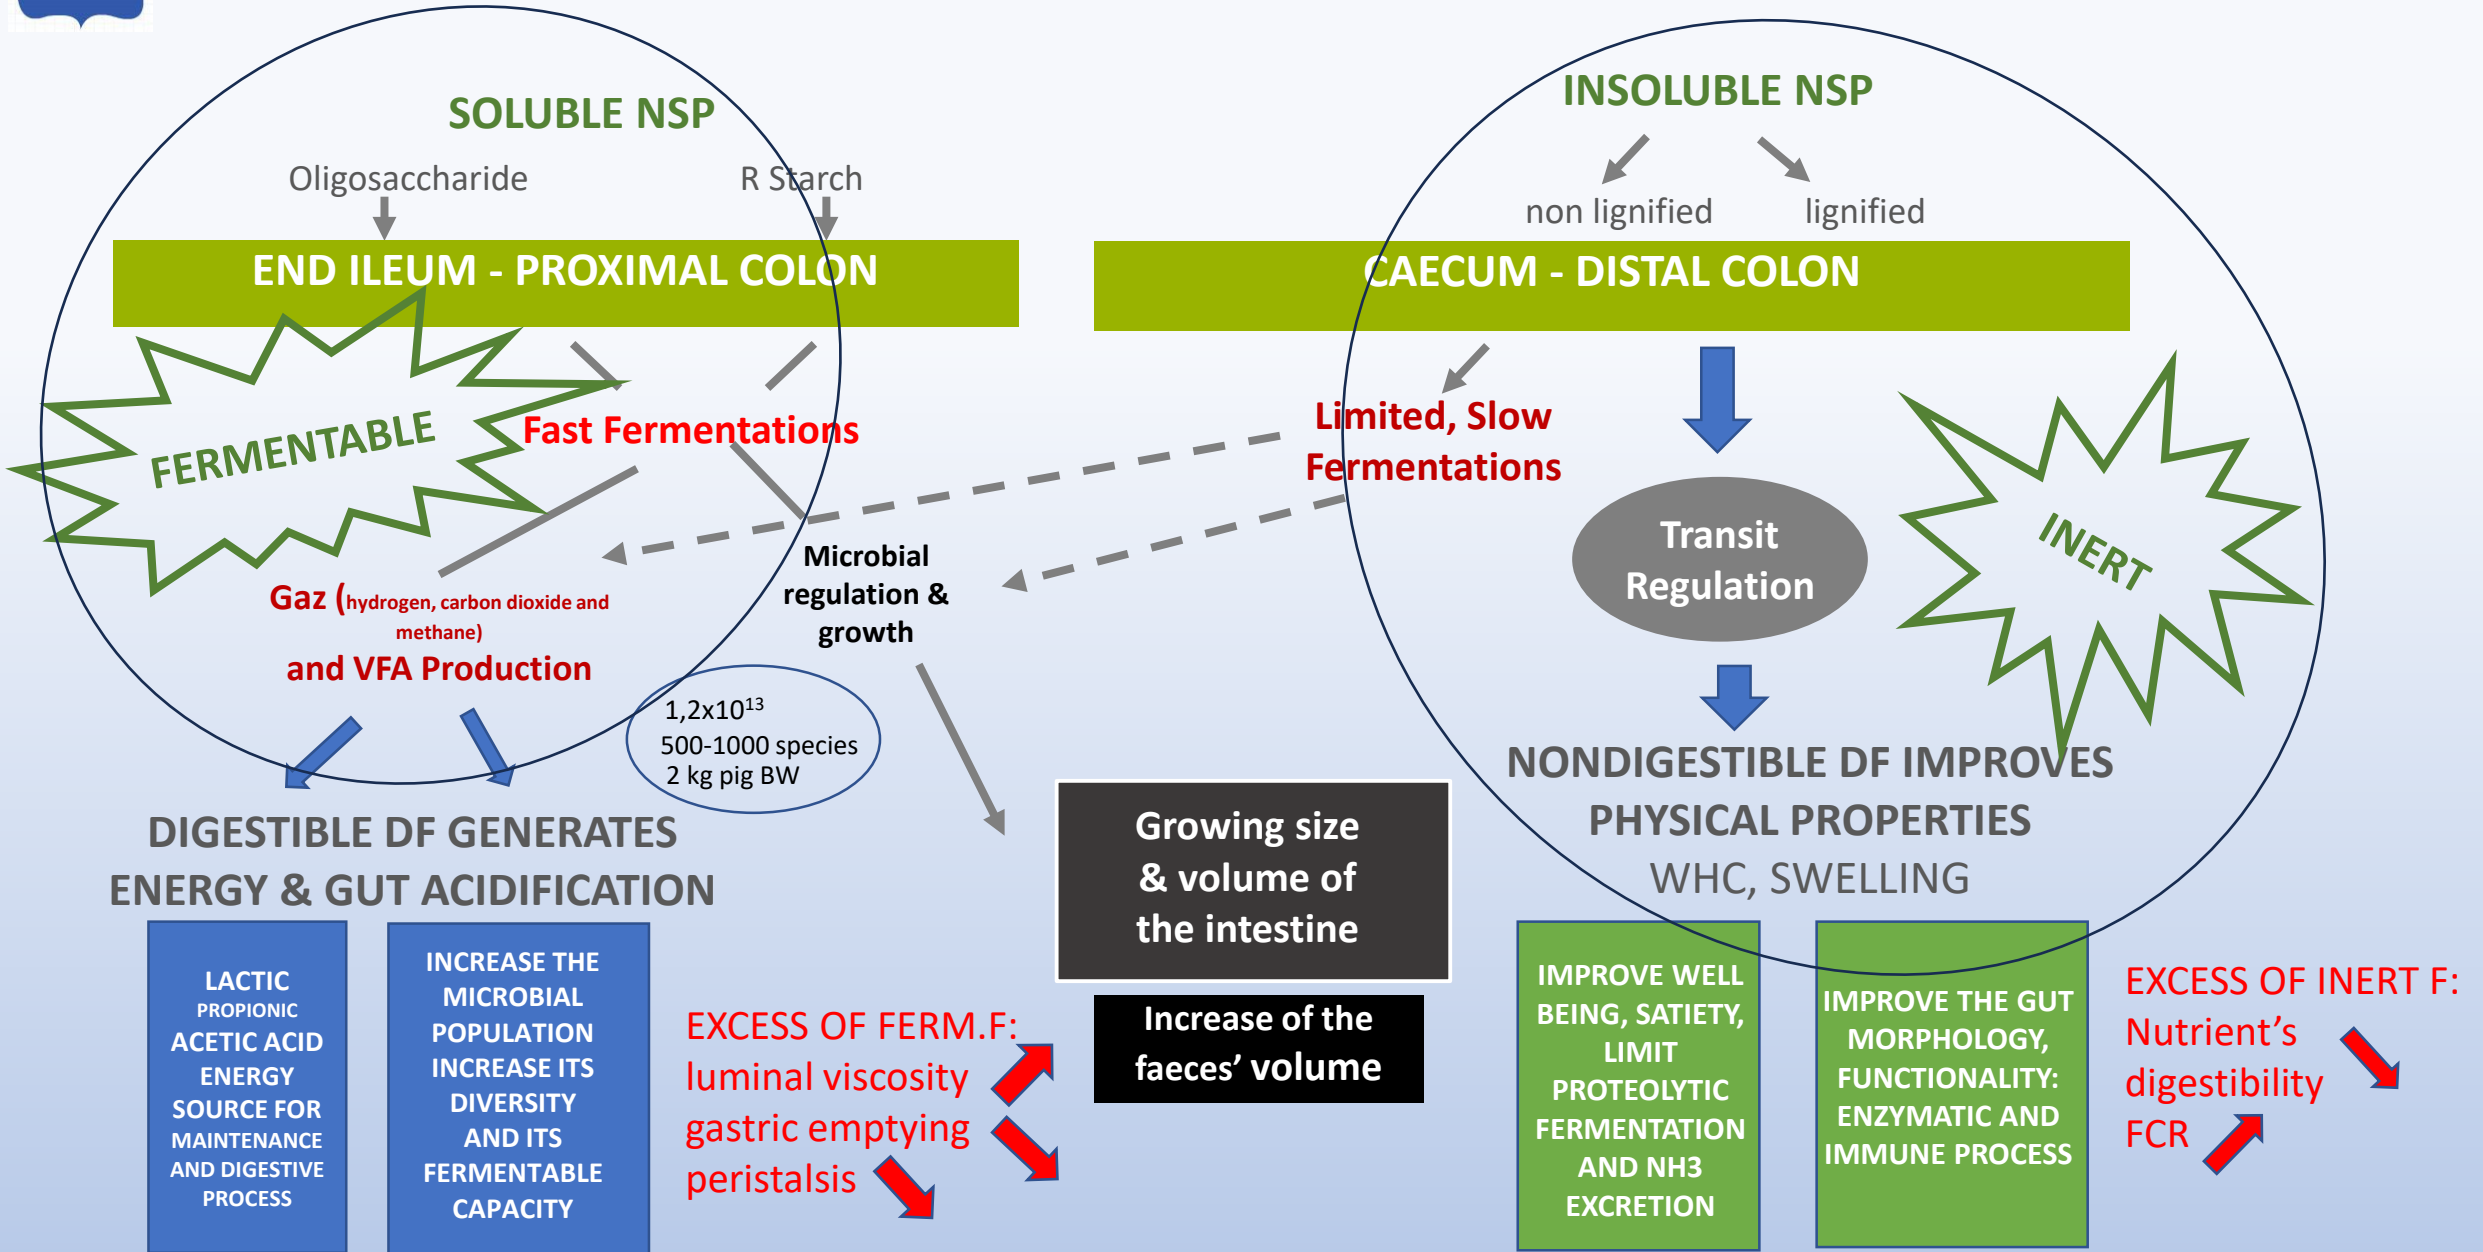 SOLUBLE NSP
Oligosaccharide
R Starch
END ILEUM - PROXIMAL COLON
FERMENTABLE
Fast Fermentations
Gaz (hydrogen, carbon dioxide and
methane)
and VFA Production
Microbial
regulation &
growth
1,2x10¹³
500-1000 species
2 kg pig BW
DIGESTIBLE DF GENERATES
ENERGY & GUT ACIDIFICATION
LACTIC
PROPIONIC
ACETIC ACID
ENERGY
SOURCE FOR
MAINTENANCE
AND DIGESTIVE
PROCESS
INCREASE THE
MICROBIAL
POPULATION
INCREASE ITS
DIVERSITY
AND ITS
FERMENTABLE
CAPACITY
EXCESS OF FERM.F:
luminal viscosity
gastric emptying
peristalsis
Growing size
& volume of
the intestine
Increase of the
faeces’ volume
INSOLUBLE NSP
non lignified
lignified
CAECUM - DISTAL COLON
Limited, Slow
Fermentations
Transit
Regulation
INERT
NONDIGESTIBLE DF IMPROVES
PHYSICAL PROPERTIES
WHC, SWELLING
IMPROVE WELL
BEING, SATIETY,
LIMIT
PROTEOLYTIC
FERMENTATION
AND NH3
EXCRETION
IMPROVE THE GUT
MORPHOLOGY,
FUNCTIONALITY:
ENZYMATIC AND
IMMUNE PROCESS
EXCESS OF INERT F:
Nutrient’s
digestibility
FCR